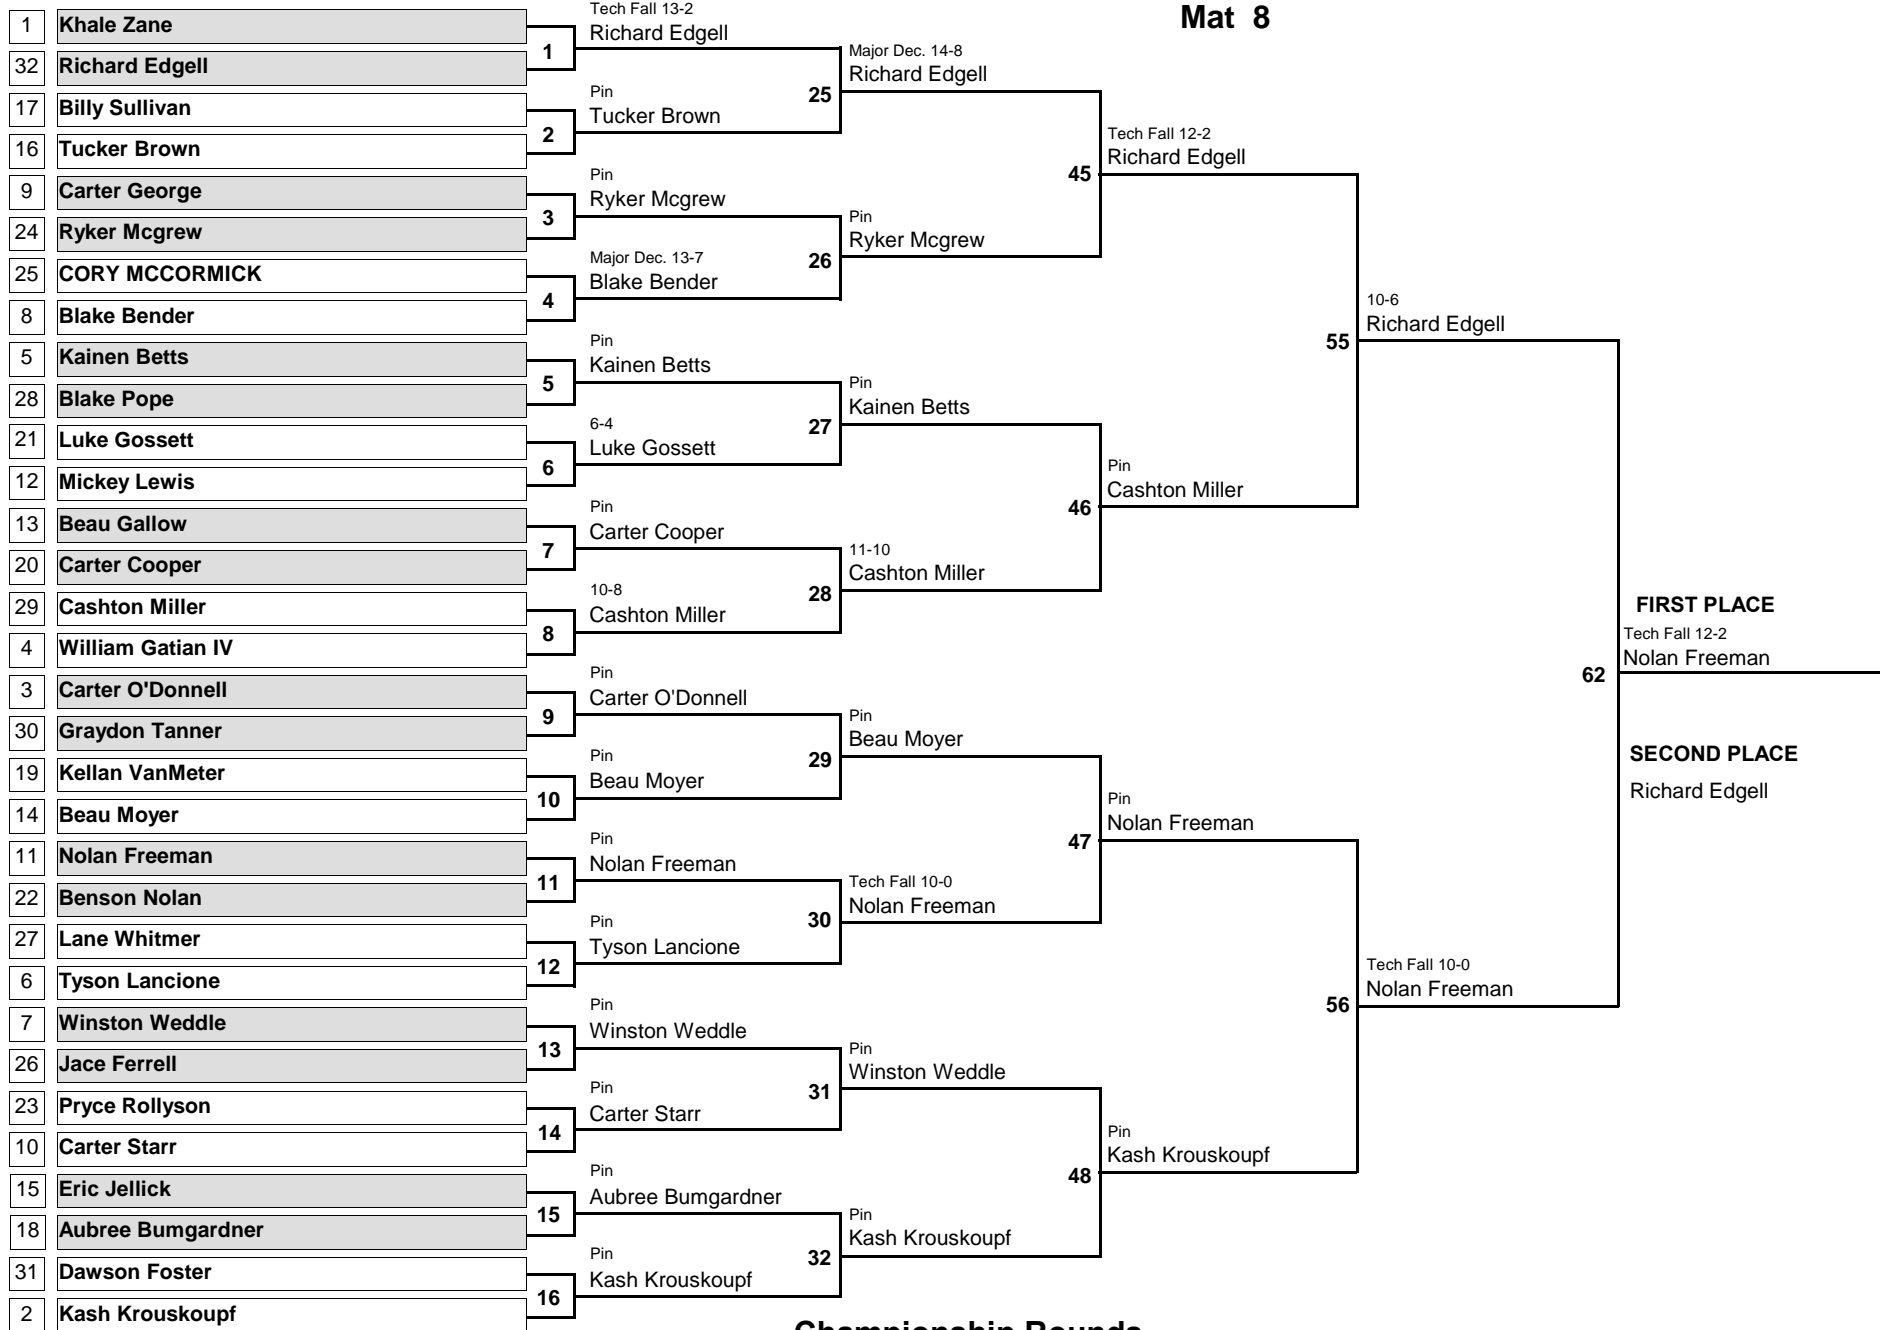 Mat 8
1 Khale Zane
32 Richard Edgell
17 Billy Sullivan
16 Tucker Brown
9 Carter George
24 Ryker Mcgrew
25 CORY MCCORMICK
8 Blake Bender
5 Kainen Betts
28 Blake Pope
21 Luke Gossett
12 Mickey Lewis
13 Beau Gallow
20 Carter Cooper
29 Cashton Miller
4 William Gatian IV
3 Carter O'Donnell
30 Graydon Tanner
19 Kellan VanMeter
14 Beau Moyer
11 Nolan Freeman
22 Benson Nolan
27 Lane Whitmer
6 Tyson Lancione
7 Winston Weddle
26 Jace Ferrell
23 Pryce Rollyson
10 Carter Starr
15 Eric Jellick
18 Aubree Bumgardner
31 Dawson Foster
2 Kash Krouskoupf
1
2
3
4
5
6
7
8
9
10
11
12
13
14
15
16
Tech Fall 13-2
Richard Edgell
Pin
Tucker Brown
Pin
Ryker Mcgrew
Major Dec. 13-7
Blake Bender
Pin
Kainen Betts
6-4
Luke Gossett
Pin
Carter Cooper
10-8
Cashton Miller
Pin
Carter O'Donnell
Pin
Beau Moyer
Pin
Nolan Freeman
Pin
Tyson Lancione
Pin
Winston Weddle
Pin
Carter Starr
Pin
Aubree Bumgardner
Pin
Kash Krouskoupf
25
26
27
28
29
30
31
32
Major Dec. 14-8
Richard Edgell
Pin
Ryker Mcgrew
Pin
Kainen Betts
11-10
Cashton Miller
Pin
Beau Moyer
Tech Fall 10-0
Nolan Freeman
Pin
Winston Weddle
Pin
Kash Krouskoupf
45
46
47
48
Tech Fall 12-2
Richard Edgell
Pin
Cashton Miller
Pin
Nolan Freeman
Pin
Kash Krouskoupf
55
56
10-6
Richard Edgell
Tech Fall 10-0
Nolan Freeman
62
FIRST PLACE
Tech Fall 12-2
Nolan Freeman
SECOND PLACE
Richard Edgell
Championship Rounds